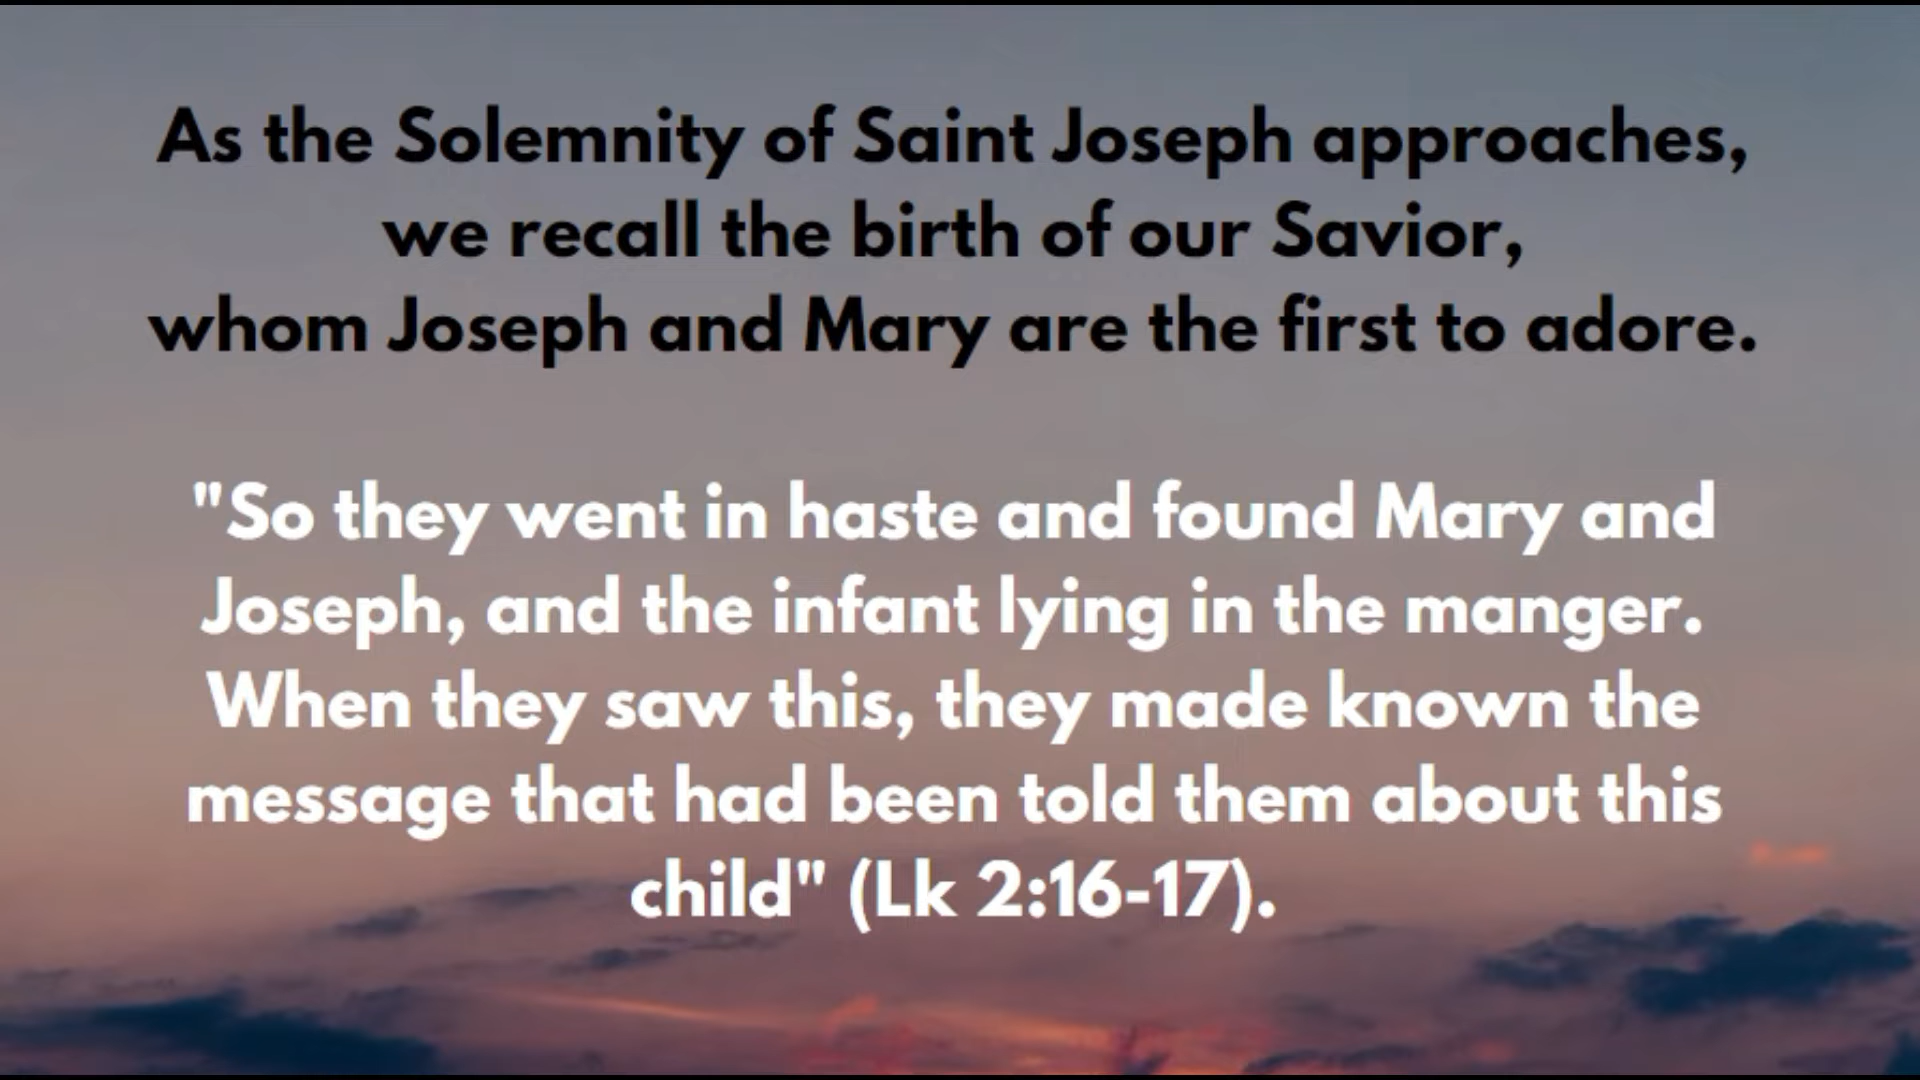 As the Solemnity of Saint Joseph approaches,
we recall the birth of our Savior,
whom Joseph and Mary are the first to adore.
"So they went in haste and found Mary and
Joseph, and the infant lying in the manger.
When they saw this, they made known the
message that had been told them about this
child" (Lk 2:16-17).